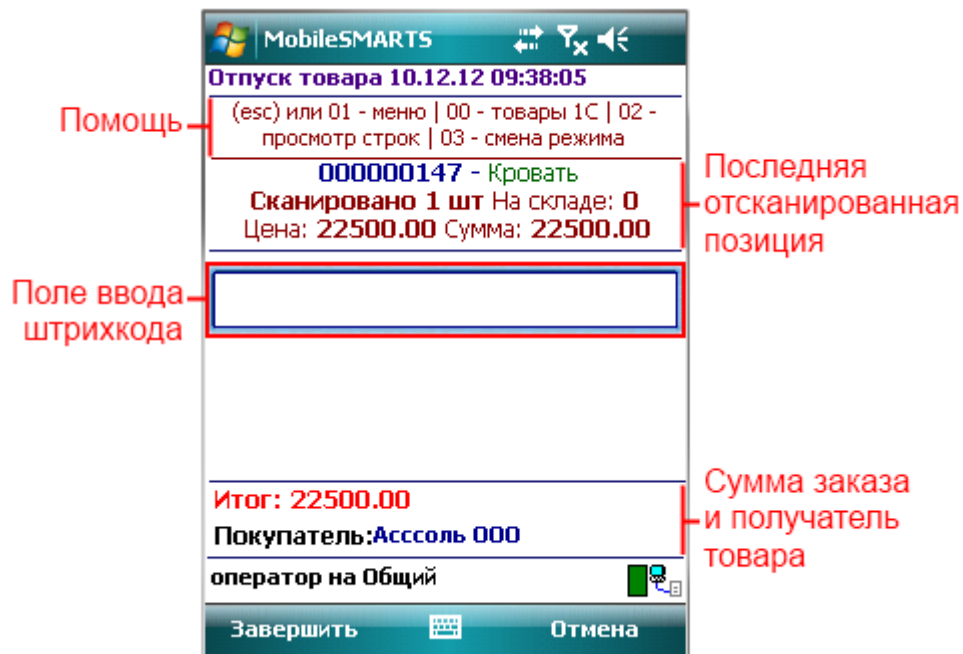 MobileSMARTS
Отпуск товара 10.12.12 09:38:05
Помощь
(esc) или 01 - меню | 00 - товары 1С | 02 -
просмотр строк | 03 - смена режима
000000147 - Кровать
Сканировано 1 шт На складе: 0
Цена: 22500.00 Сумма: 22500.00
Последняя
отсканированная
позиция
Поле ввода
штрихкода
Итог: 22500.00
Покупатель:Асссоль ООО
Сумма заказа
и получатель
товара
оператор на Общий
Завершить
Отмена